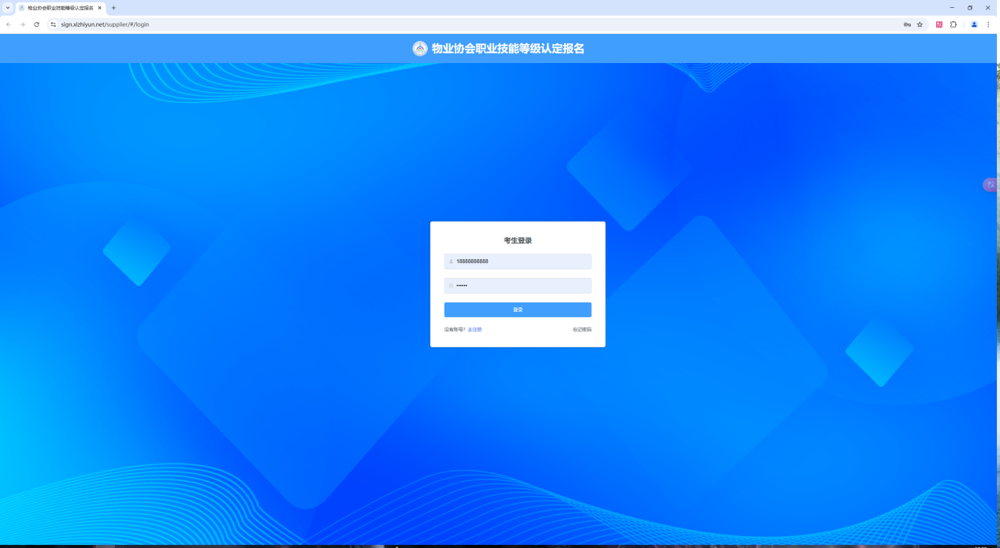 物业协会职业技能等级认定报名
sign.xizhiyun.net/supplier/#/login
物业协会职业技能等级认定报名
考生登录
18888888888
••••••
登录
没有账号？去注册
忘记密码